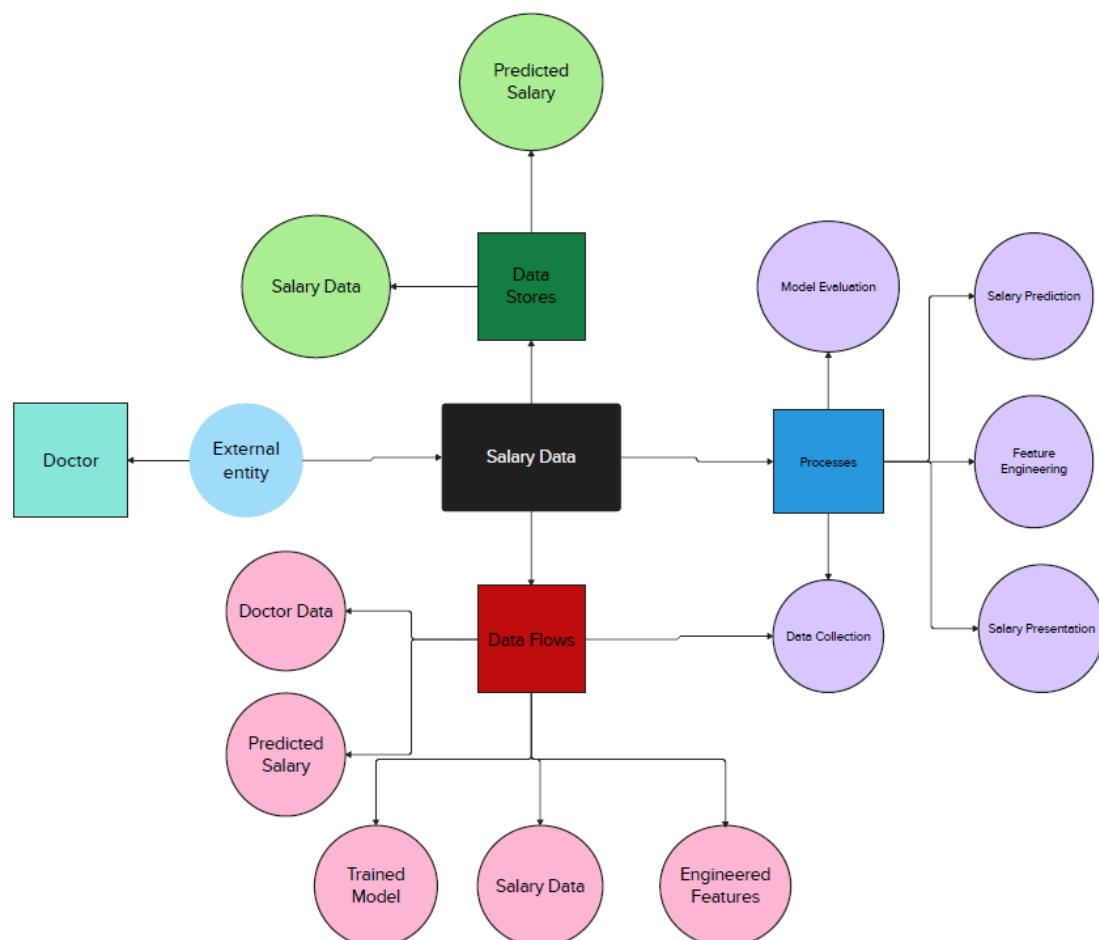 Predicted
Salary
Salary Data
Data
Stores
Model Evaluation
Salary Prediction
Doctor
External
entity
Salary Data
Processes
Feature
Engineering
Doctor Data
Data Flows
Data Collection
Salary Presentation
Predicted
Salary
Trained
Model
Salary Data
Engineered
Features